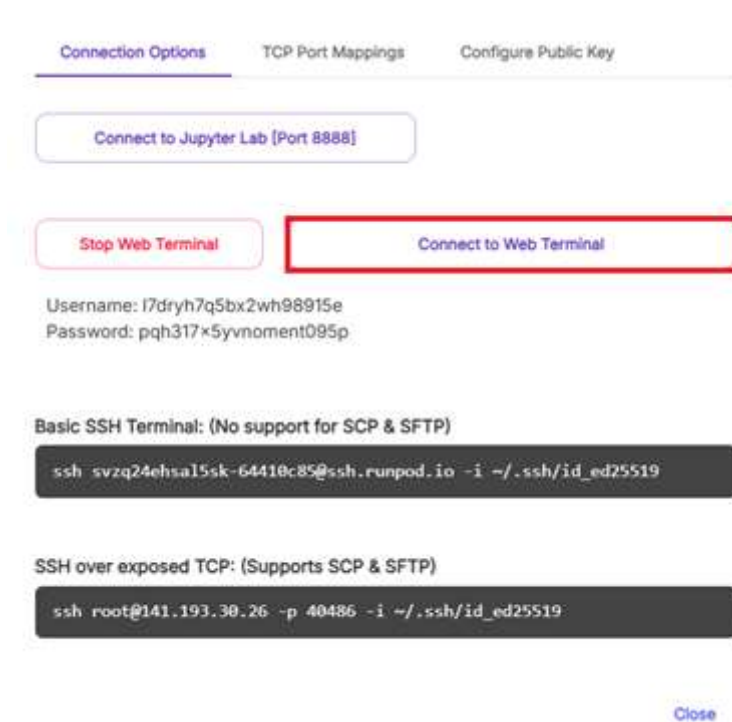 Connection Options TCP Port Mappings Configure Public Key
Connect to Jupyter Lab [Port 8888]
Stop Web Terminal Connect to Web Terminal
Username: l7dryh7q5bx2wh98915e
Password: pqh317×5yvnoment095p
Basic SSH Terminal: (No support for SCP & SFTP)
ssh svzq24ehsal5sk-64410c85@ssh.runpod.io -i ~/.ssh/id_ed25519
SSH over exposed TCP: (Supports SCP & SFTP)
ssh root@141.193.30.26 -p 40486 -i ~/.ssh/id_ed25519
Close